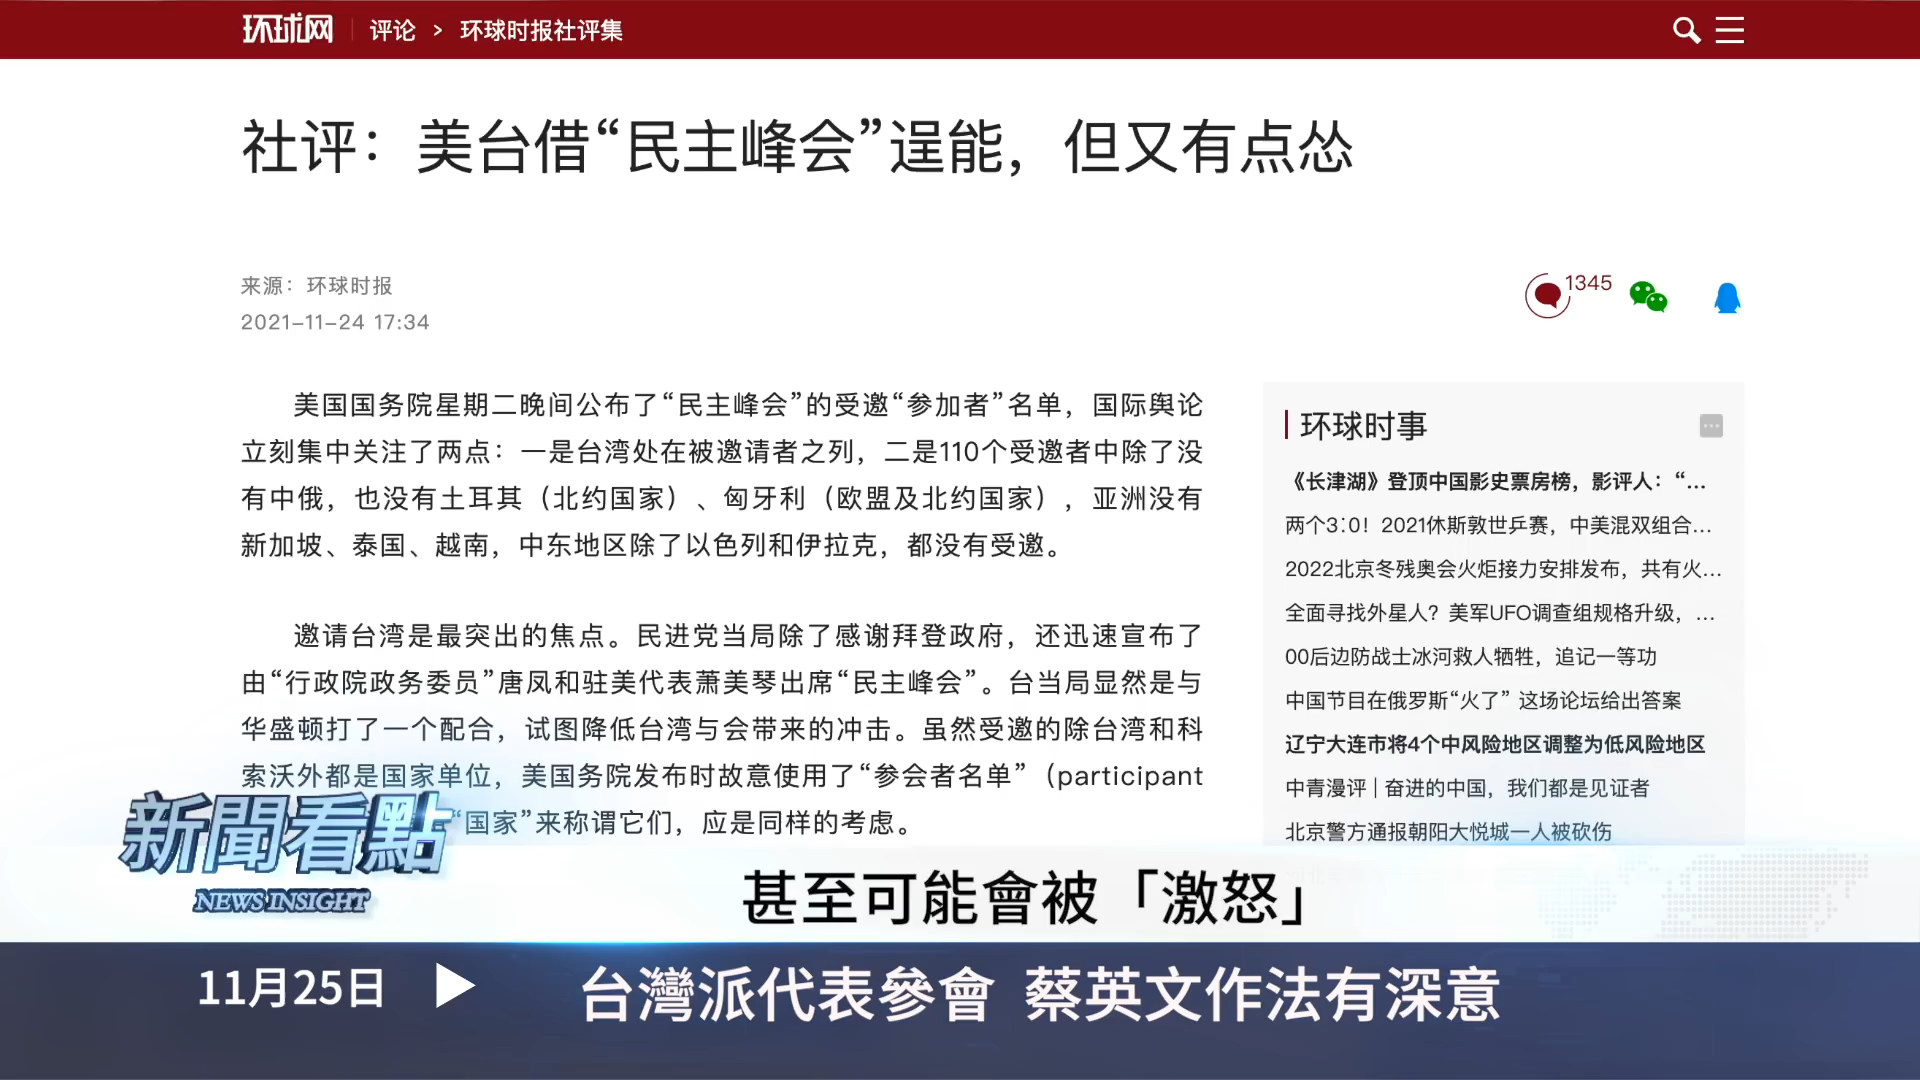 环球网 评论 > 环球时报社评集
社评：美台借“民主峰会”逞能，但又有点怂
来源：环球时报
2021-11-24 17:34
1345
美国国务院星期二晚间公布了“民主峰会”的受邀“参加者”名单，国际舆论
立刻集中关注了两点：一是台湾处在被邀请者之列，二是110个受邀者中除了没
有中俄，也没有土耳其（北约国家）、匈牙利（欧盟及北约国家），亚洲没有
新加坡、泰国、越南，中东地区除了以色列和伊拉克，都没有受邀。
邀请台湾是最突出的焦点。民进党当局除了感谢拜登政府，还迅速宣布了
由“行政院政务委员”唐凤和驻美代表萧美琴出席“民主峰会”。台当局显然是与
华盛顿打了一个配合，试图降低台湾与会带来的冲击。虽然受邀的除台湾和科
索沃外都是国家单位，美国务院发布时故意使用了“参会者名单”（participant
“国家”来称谓它们，应是同样的考虑。
环球时事
《长津湖》登顶中国影史票房榜，影评人：“...
两个3:0！2021休斯敦世乒赛，中美混双组合...
2022北京冬残奥会火炬接力安排发布，共有火...
全面寻找外星人？美军UFO调查组规格升级，...
00后边防战士冰河救人牺牲，追记一等功
中国节目在俄罗斯“火了” 这场论坛给出答案
辽宁大连市将4个中风险地区调整为低风险地区
中青漫评 | 奋进的中国，我们都是见证者
北京警方通报朝阳大悦城一人被砍伤
新聞看點
NEWS INSIGHT
甚至可能會被「激怒」
11月25日 台灣派代表參會 蔡英文作法有深意